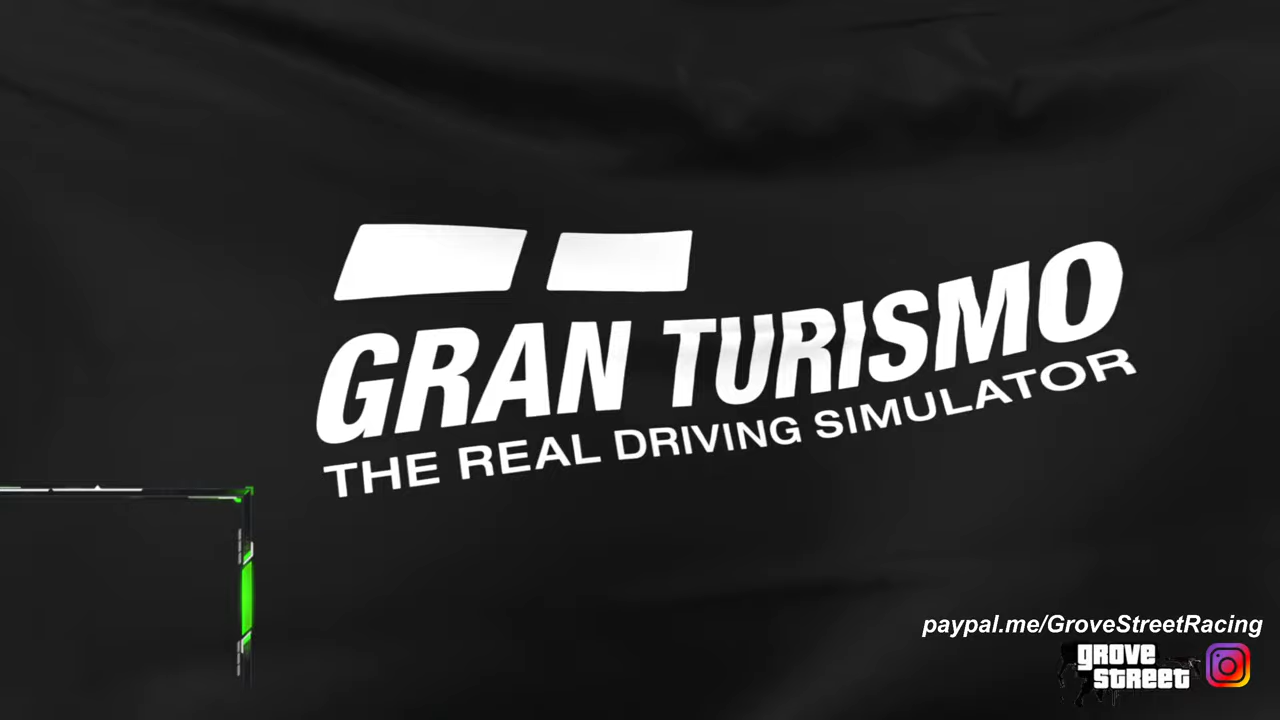 GRAN TURISMO
THE REAL DRIVING SIMULATOR
paypal.me/GroveStreetRacing
GROVE
STREET